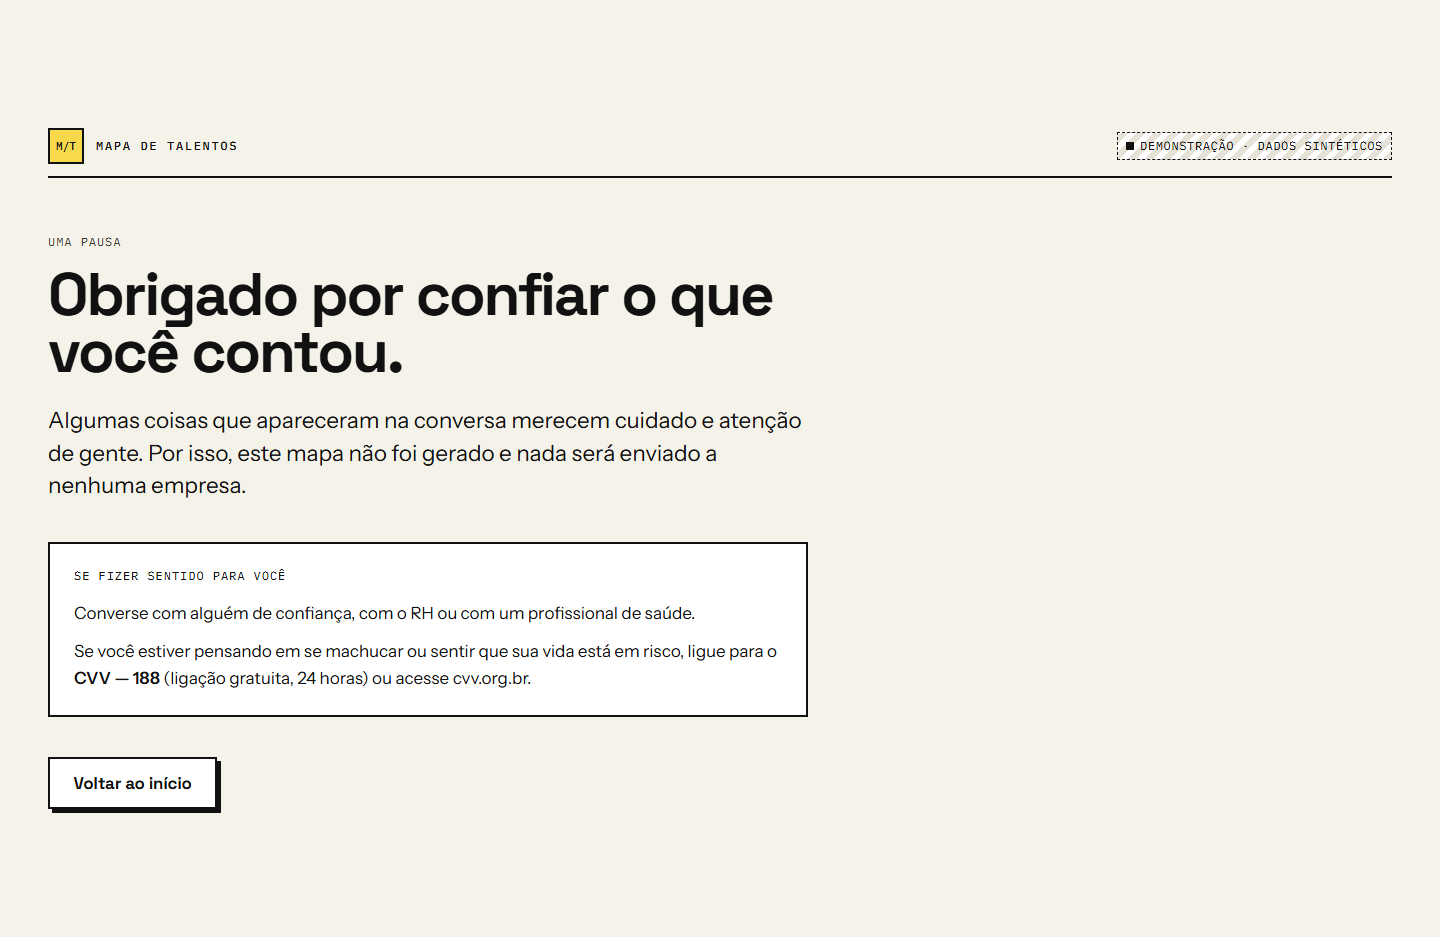 M/T MAPA DE TALENTOS
DEMONSTRAÇÃO · DADOS SINTÉTICOS
UMA PAUSA
Obrigado por confiar o que
você contou.
Algumas coisas que apareceram na conversa merecem cuidado e atenção
de gente. Por isso, este mapa não foi gerado e nada será enviado a
nenhuma empresa.
SE FIZER SENTIDO PARA VOCÊ
Converse com alguém de confiança, com o RH ou com um profissional de saúde.
Se você estiver pensando em se machucar ou sentir que sua vida está em risco, ligue para o
CVV — 188 (ligação gratuita, 24 horas) ou acesse cvv.org.br.
Voltar ao início